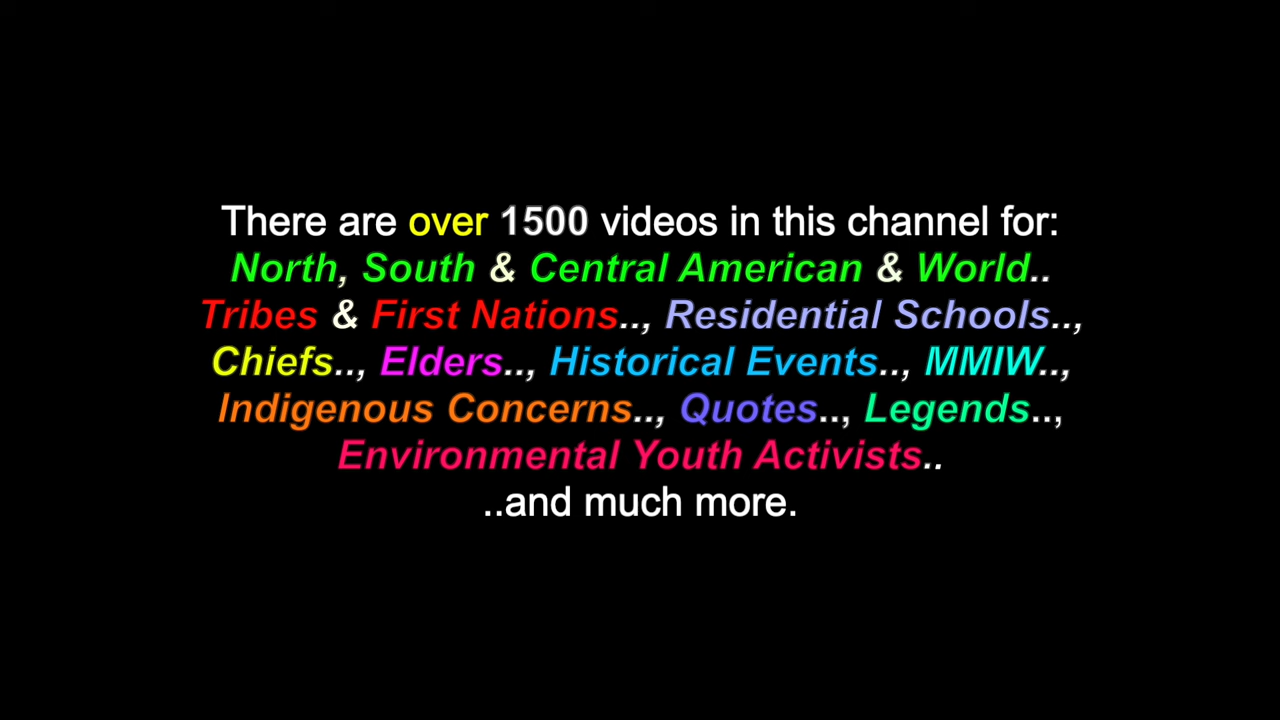 There are over 1500 videos in this channel for:
North, South & Central American & World..
Tribes & First Nations.., Residential Schools..,
Chiefs.., Elders.., Historical Events.., MMIW..,
Indigenous Concerns.., Quotes.., Legends..,
Environmental Youth Activists..
..and much more.